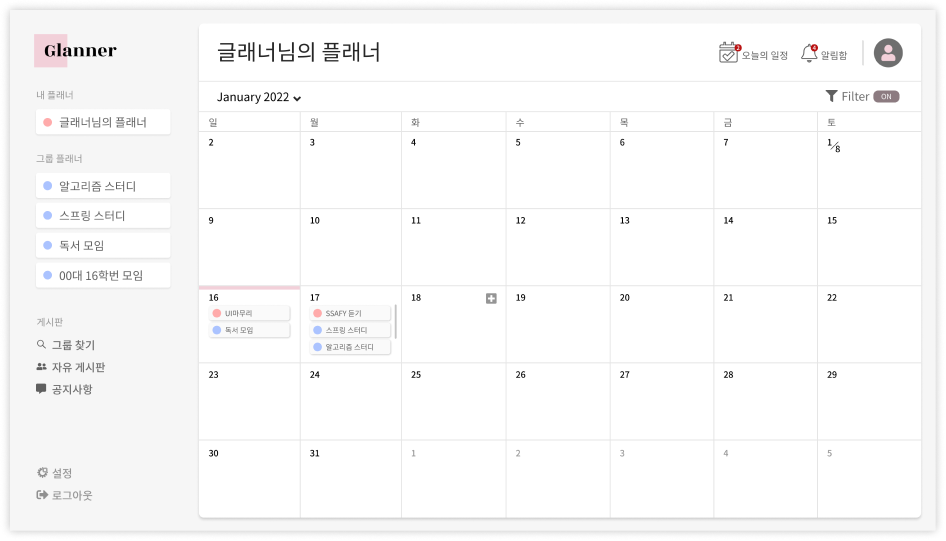 Glanner
내 플래너
글래너님의 플래너
그룹 플래너
알고리즘 스터디
스프링 스터디
독서 모임
00대 16학번 모임
게시판
그룹 찾기
자유 게시판
공지사항
설정
로그아웃
글래너님의 플래너
2 오늘의 일정 4 알림함
January 2022 Filter ON
일 월 화 수 목 금 토
2 3 4 5 6 7 1/8
9 10 11 12 13 14 15
16 17 18 19 20 21 22
UI마무리 SSAFY 듣기
독서 모임 스프링 스터디
알고리즘 스터디
23 24 25 26 27 28 29
30 31 1 2 3 4 5